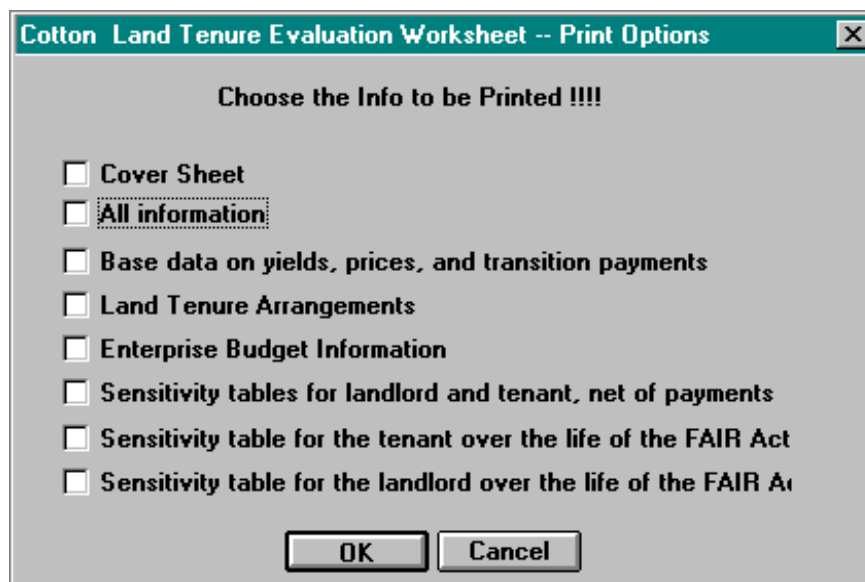 Cotton Land Tenure Evaluation Worksheet -- Print Options
Choose the Info to be Printed !!!!
Cover Sheet
All information
Base data on yields, prices, and transition payments
Land Tenure Arrangements
Enterprise Budget Information
Sensitivity tables for landlord and tenant, net of payments
Sensitivity table for the tenant over the life of the FAIR Act
Sensitivity table for the landlord over the life of the FAIR
OK
Cancel